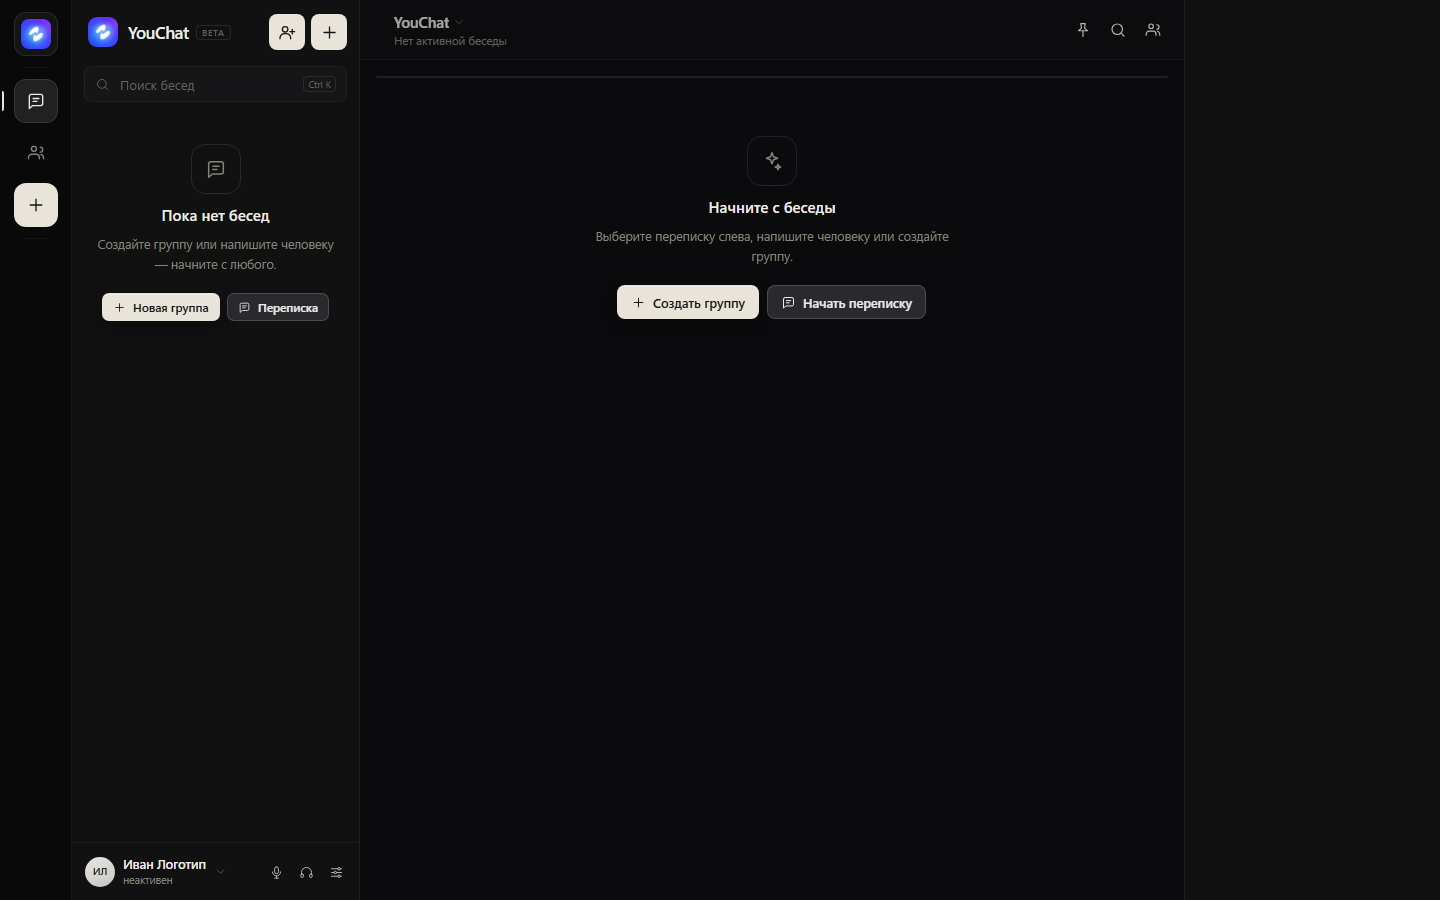 YouChat BETA
Поиск бесед Ctrl K
Пока нет бесед
Создайте группу или напишите человеку
— начните с любого.
Новая группа
Переписка
ИЛ
Иван Логотип
неактивен
YouChat
Нет активной беседы
Начните с беседы
Выберите переписку слева, напишите человеку или создайте
группу.
Создать группу
Начать переписку